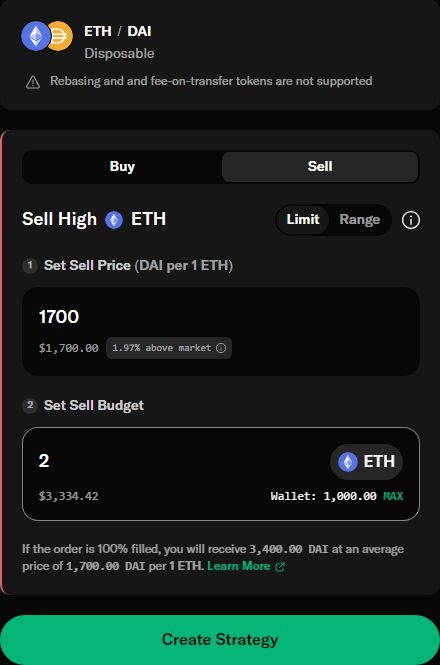 ETH / DAI
Disposable
Rebasing and and fee-on-transfer tokens are not supported
Buy
Sell
Sell High ETH
Limit Range
1 Set Sell Price (DAI per 1 ETH)
1700
$1,700.00 1.97% above market
2 Set Sell Budget
2 ETH
$3,334.42 Wallet: 1,000.00 MAX
If the order is 100% filled, you will receive 3,400.00 DAI at an average
price of 1,700.00 DAI per 1 ETH. Learn More
Create Strategy